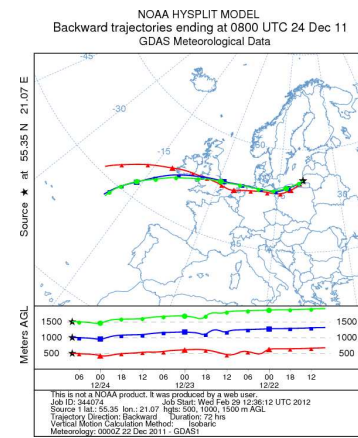 NOAA HYSPLIT MODEL
Backward trajectories ending at 0800 UTC 24 Dec 11
GDAS Meteorological Data
Source ★ at 55.35 N 21.07 E
-45
-30
-15
30
45
Meters AGL
1500
1000
500
1500
1000
500
06 00 18 12 06 00 18 12 06 00 18 12
12/24 12/23 12/22
This is not a NOAA product. It was produced by a web user.
Job ID: 344074 Job Start: Wed Feb 29 12:36:12 UTC 2012
Source 1 lat.: 55.35 lon.: 21.07 hgts: 500, 1000, 1500 m AGL
Trajectory Direction: Backward Duration: 72 hrs
Vertical Motion Calculation Method: Isobaric
Meteorology: 0000Z 22 Dec 2011 - GDAS1